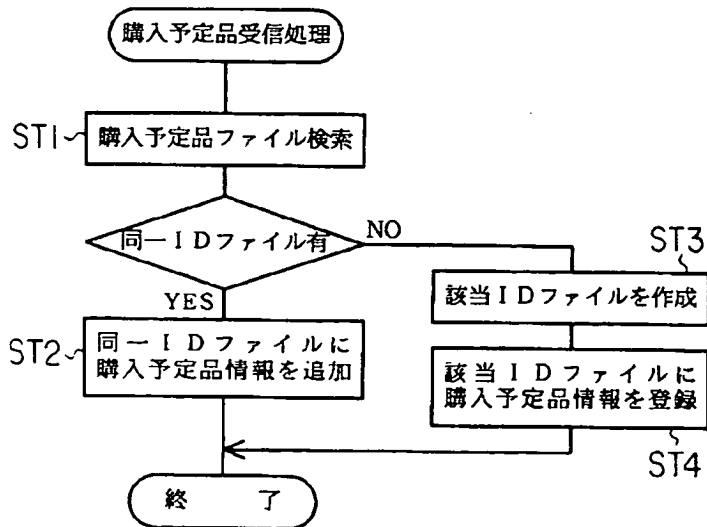 購入予定品受信処理
ST1
購入予定品ファイル検索
同一IDファイル有
NO
YES
ST2
同一IDファイルに
購入予定品情報を追加
ST3
該当IDファイルを作成
該当IDファイルに
購入予定品情報を登録
ST4
終 了